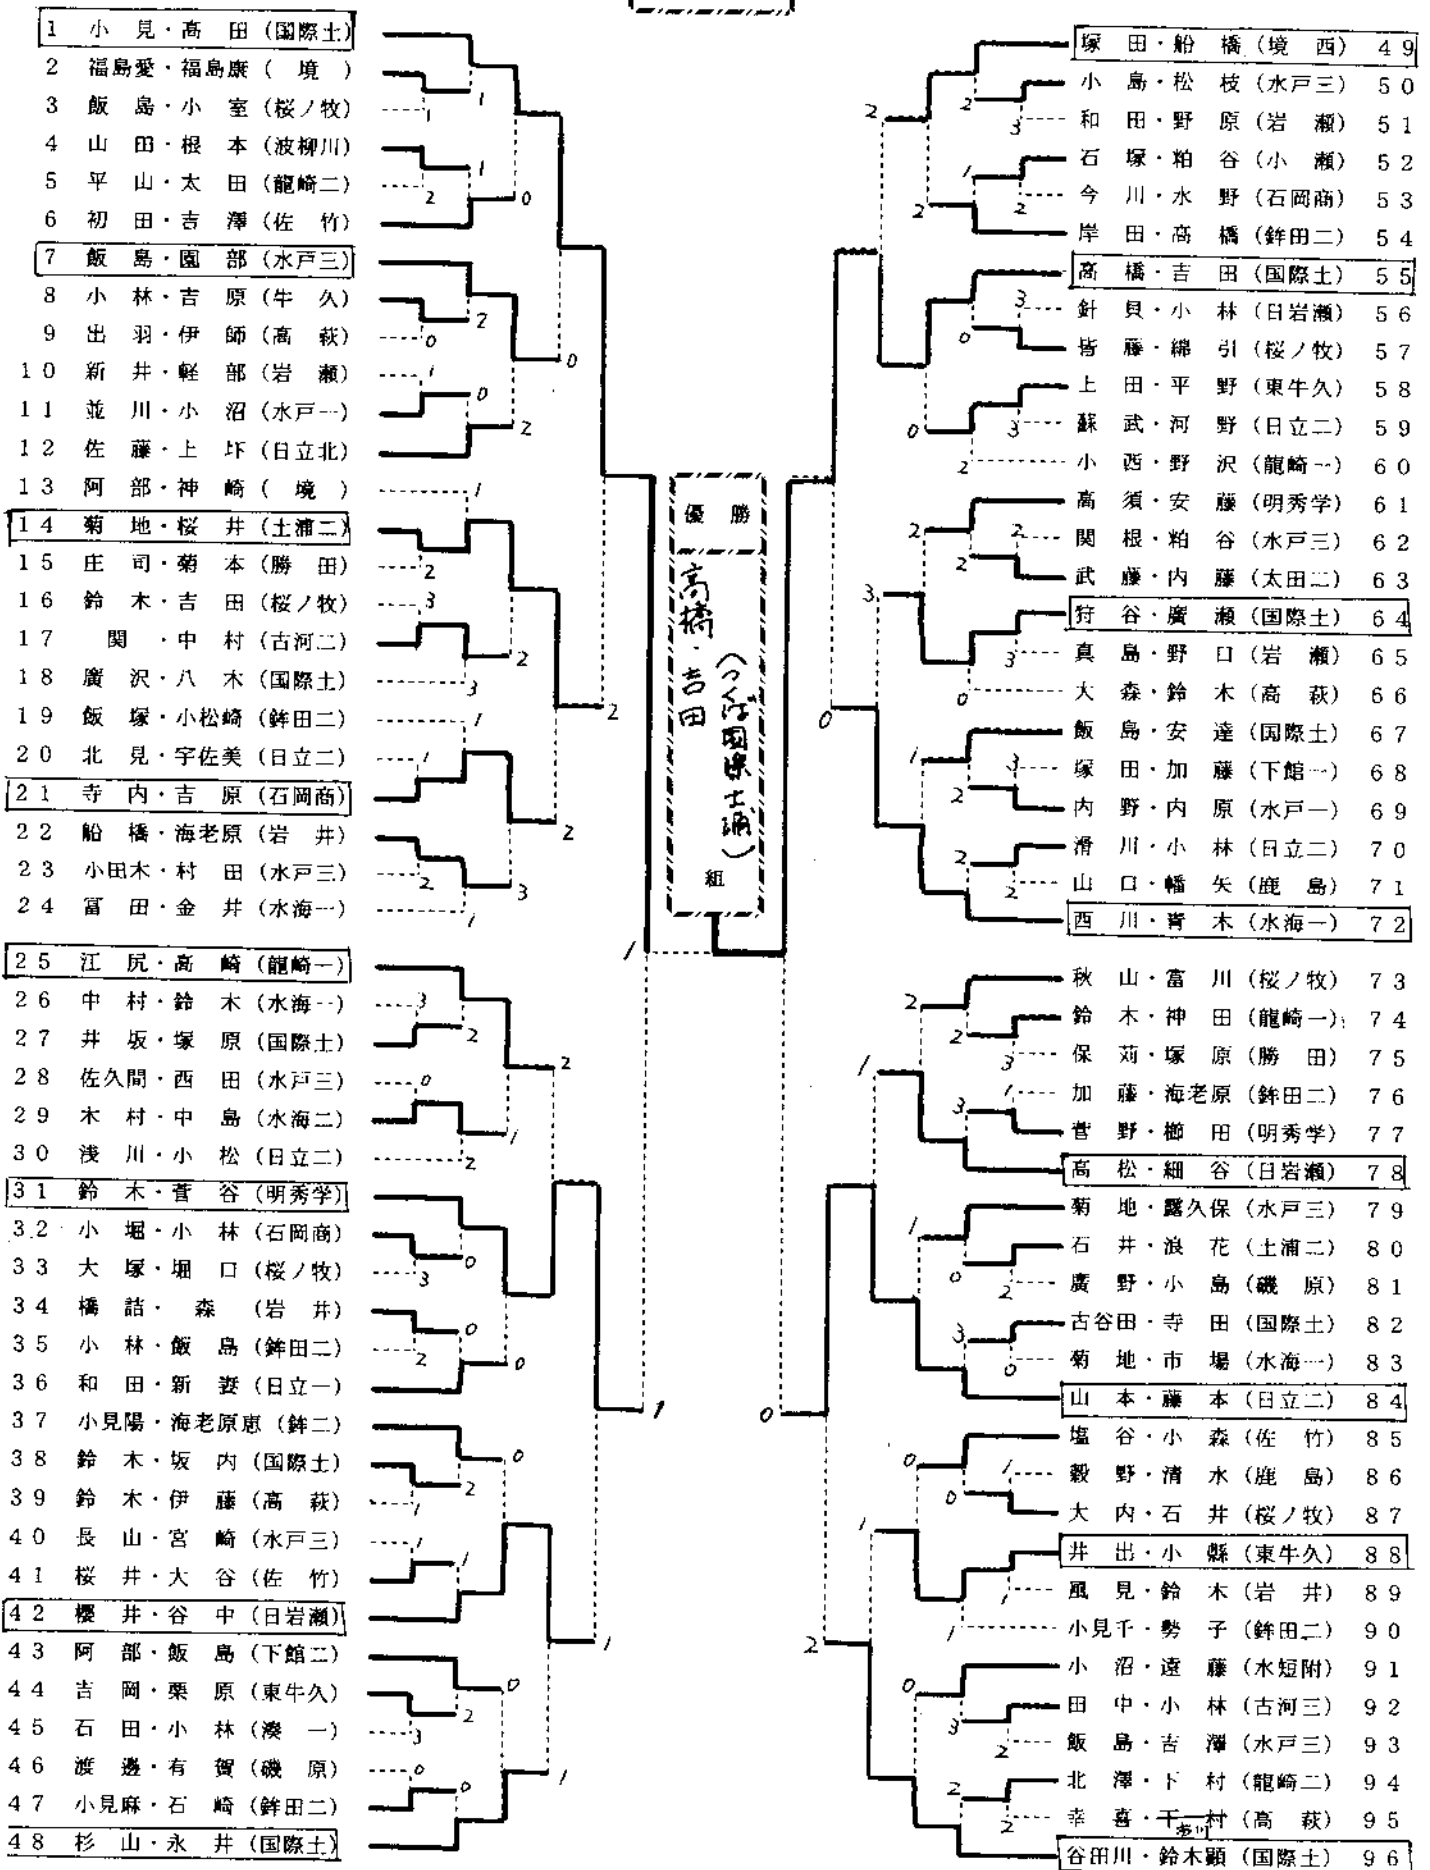 1 小見・高田 (国際土)
2 福島愛・福島康 ( 境 )
3 飯島・小室 (桜ノ牧)
4 山田・根本 (波柳川)
5 平山・太田 (龍崎二)
6 初田・吉澤 (佐竹)
7 飯島・園部 (水戸三)
8 小林・吉原 (牛久)
9 出羽・伊師 (高萩)
10 新井・軽部 (岩瀬)
11 並川・小沼 (水戸一)
12 佐藤・上圷 (日立北)
13 阿部・神崎 ( 境 )
14 菊地・桜井 (土浦二)
15 庄司・菊本 (勝田)
16 鈴木・吉田 (桜ノ牧)
17 関・中村 (古河二)
18 廣沢・八木 (国際土)
19 飯塚・小松崎 (鉾田二)
20 北見・宇佐美 (日立二)
21 寺内・吉原 (石岡商)
22 船橋・海老原 (岩井)
23 小田木・村田 (水戸三)
24 冨田・金井 (水海一)
25 江尻・高崎 (龍崎一)
26 中村・鈴木 (水海一)
27 井坂・塚原 (国際土)
28 佐久間・西田 (水戸三)
29 木村・中島 (水海二)
30 浅川・小松 (日立二)
31 鈴木・菅谷 (明秀学)
32 小堀・小林 (石岡商)
33 大塚・堀口 (桜ノ牧)
34 橋詰・森 (岩井)
35 小林・飯島 (鉾田二)
36 和田・新妻 (日立一)
37 小見陽・海老原恵 (鉾二)
38 鈴木・坂内 (国際土)
39 鈴木・伊藤 (高萩)
40 長山・宮崎 (水戸三)
41 桜井・大谷 (佐竹)
42 櫻井・谷中 (日岩瀬)
43 阿部・飯島 (下館二)
44 吉岡・栗原 (東牛久)
45 石田・小林 (湊一)
46 渡邊・有賀 (磯原)
47 小見麻・石崎 (鉾田二)
48 杉山・永井 (国際土)
優勝
高橋・吉田
(つくば国際土浦)
組
塚田・船橋 (境西) 49
小島・松枝 (水戸三) 50
和田・野原 (岩瀬) 51
石塚・粕谷 (小瀬) 52
今川・水野 (石岡商) 53
岸田・高橋 (鉾田二) 54
高橋・吉田 (国際土) 55
針貝・小林 (日岩瀬) 56
皆藤・綿引 (桜ノ牧) 57
上田・平野 (東牛久) 58
蘇武・河野 (日立二) 59
小西・野沢 (龍崎一) 60
高須・安藤 (明秀学) 61
関根・粕谷 (水戸三) 62
武藤・内藤 (太田二) 63
狩谷・廣瀬 (国際土) 64
真島・野口 (岩瀬) 65
大森・鈴木 (高萩) 66
飯島・安達 (国際土) 67
塚田・加藤 (下館一) 68
内野・内原 (水戸一) 69
滑川・小林 (日立二) 70
山口・幡矢 (鹿島) 71
西川・青木 (水海一) 72
秋山・富川 (桜ノ牧) 73
鈴木・神田 (龍崎一) 74
保苅・塚原 (勝田) 75
加藤・海老原 (鉾田二) 76
菅野・櫛田 (明秀学) 77
高松・細谷 (日岩瀬) 78
菊地・露久保 (水戸三) 79
石井・浪花 (土浦二) 80
廣野・小島 (磯原) 81
古谷田・寺田 (国際土) 82
菊地・市場 (水海一) 83
山本・藤本 (日立二) 84
塩谷・小森 (佐竹) 85
穀野・清水 (鹿島) 86
大内・石井 (桜ノ牧) 87
井出・小縣 (東牛久) 88
風見・鈴木 (岩井) 89
小見千・勢子 (鉾田二) 90
小沼・遠藤 (水短附) 91
田中・小林 (古河三) 92
飯島・吉澤 (水戸三) 93
北澤・下村 (龍崎二) 94
幸喜・下村 (高萩) 95
谷田川・鈴木顕 (国際土) 96